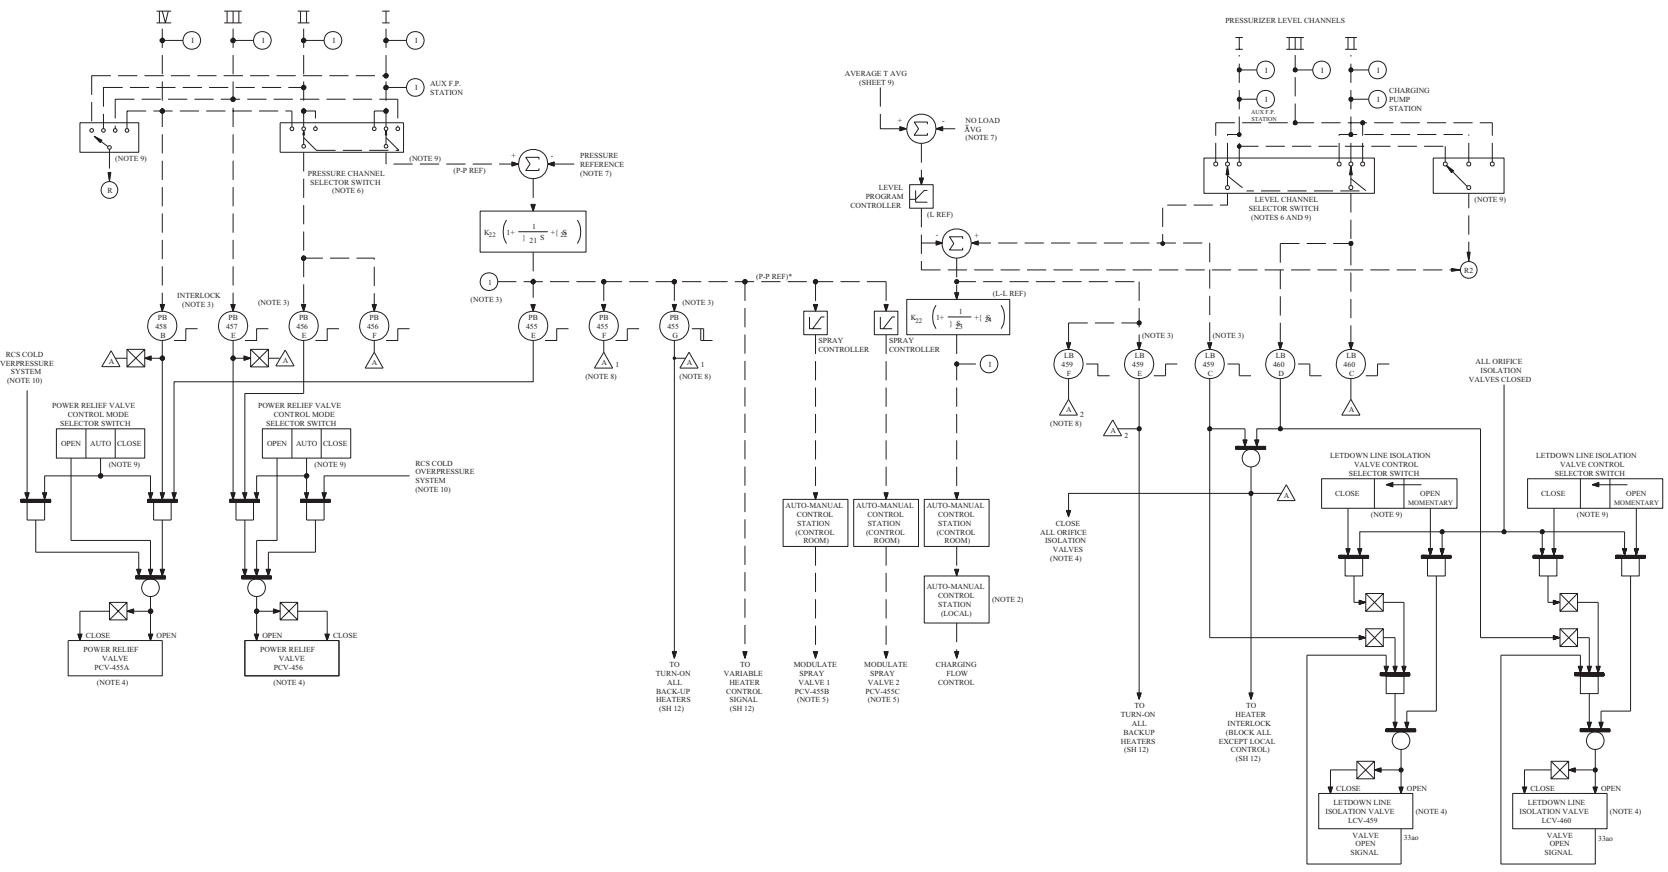 IV
III
II
I
I
I
I
I
I
AUX F.P.
STATION
(NOTE 9)
R
(NOTE 9)
PRESSURE CHANNEL
SELECTOR SWITCH
(NOTE 6)
(P-P REF)
+
-
Σ
PRESSURE
REFERENCE
(NOTE 7)
AVERAGE T AVG
(SHEET 9)
+
-
Σ
NO LOAD
(NOTE 7)
LEVEL
PROGRAM
CONTROLLER
(L REF)
-
+
Σ
PRESSURIZER LEVEL CHANNELS
I
III
II
I
I
I
I
AUX F.P.
STATION
I
CHARGING
PUMP
STATION
LEVEL CHANNEL
SELECTOR SWITCH
(NOTES 6 AND 9)
(NOTE 9)
R2
I
(NOTE 3)
(P-P REF)*
(L-L REF)
INTERLOCK
(NOTE 3)
(NOTE 3)
(NOTE 3)
PB
458
B
PB
457
E
PB
456
E
PB
456
F
PB
455
E
PB
455
F
PB
455
G
SPRAY
CONTROLLER
SPRAY
CONTROLLER
I
(NOTE 3)
(NOTE 3)
LB
459
F
LB
459
E
LB
459
C
LB
460
D
LB
460
C
A
A
A
A 1
(NOTE 8)
A 1
(NOTE 8)
A 2
(NOTE 8)
A 2
A
A
RCS COLD
OVERPRESSURE
SYSTEM
(NOTE 10)
POWER RELIEF VALVE
CONTROL MODE
SELECTOR SWITCH
OPEN AUTO CLOSE
(NOTE 9)
POWER RELIEF VALVE
CONTROL MODE
SELECTOR SWITCH
OPEN AUTO CLOSE
(NOTE 9)
RCS COLD
OVERPRESSURE
SYSTEM
(NOTE 10)
CLOSE OPEN
POWER RELIEF
VALVE
PCV-455A
(NOTE 4)
OPEN CLOSE
POWER RELIEF
VALVE
PCV-456
(NOTE 4)
AUTO-MANUAL
CONTROL
STATION
(CONTROL
ROOM)
AUTO-MANUAL
CONTROL
STATION
(CONTROL
ROOM)
AUTO-MANUAL
CONTROL
STATION
(CONTROL
ROOM)
AUTO-MANUAL
CONTROL
STATION
(LOCAL)
(NOTE 2)
TO
TURN-ON
ALL
BACK-UP
HEATERS
(SH 12)
TO
VARIABLE
HEATER
CONTROL
SIGNAL
(SH 12)
MODULATE
SPRAY
VALVE 1
PCV-455B
(NOTE 5)
MODULATE
SPRAY
VALVE 2
PCV-455C
(NOTE 5)
CHARGING
FLOW
CONTROL
CLOSE
ALL ORIFICE
ISOLATION
VALVES
(NOTE 4)
TO
TURN-ON
ALL
BACKUP
HEATERS
(SH 12)
TO
HEATER
INTERLOCK
(BLOCK ALL
EXCEPT LOCAL
CONTROL)
(SH 12)
ALL ORIFICE
ISOLATION
VALVES CLOSED
LETDOWN LINE ISOLATION
VALVE CONTROL
SELECTOR SWITCH
CLOSE OPEN
MOMENTARY
(NOTE 9)
LETDOWN LINE ISOLATION
VALVE CONTROL
SELECTOR SWITCH
CLOSE OPEN
MOMENTARY
(NOTE 9)
CLOSE OPEN
LETDOWN LINE
ISOLATION VALVE
LCV-459
(NOTE 4)
VALVE
OPEN
SIGNAL
33ao
CLOSE OPEN
LETDOWN LINE
ISOLATION VALVE
LCV-460
(NOTE 4)
VALVE
OPEN
SIGNAL
33ao